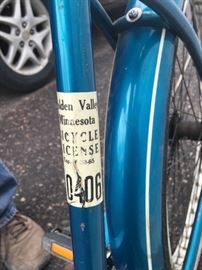 lden Valley
Minnesota
ICYCLE
ICENSE
0406